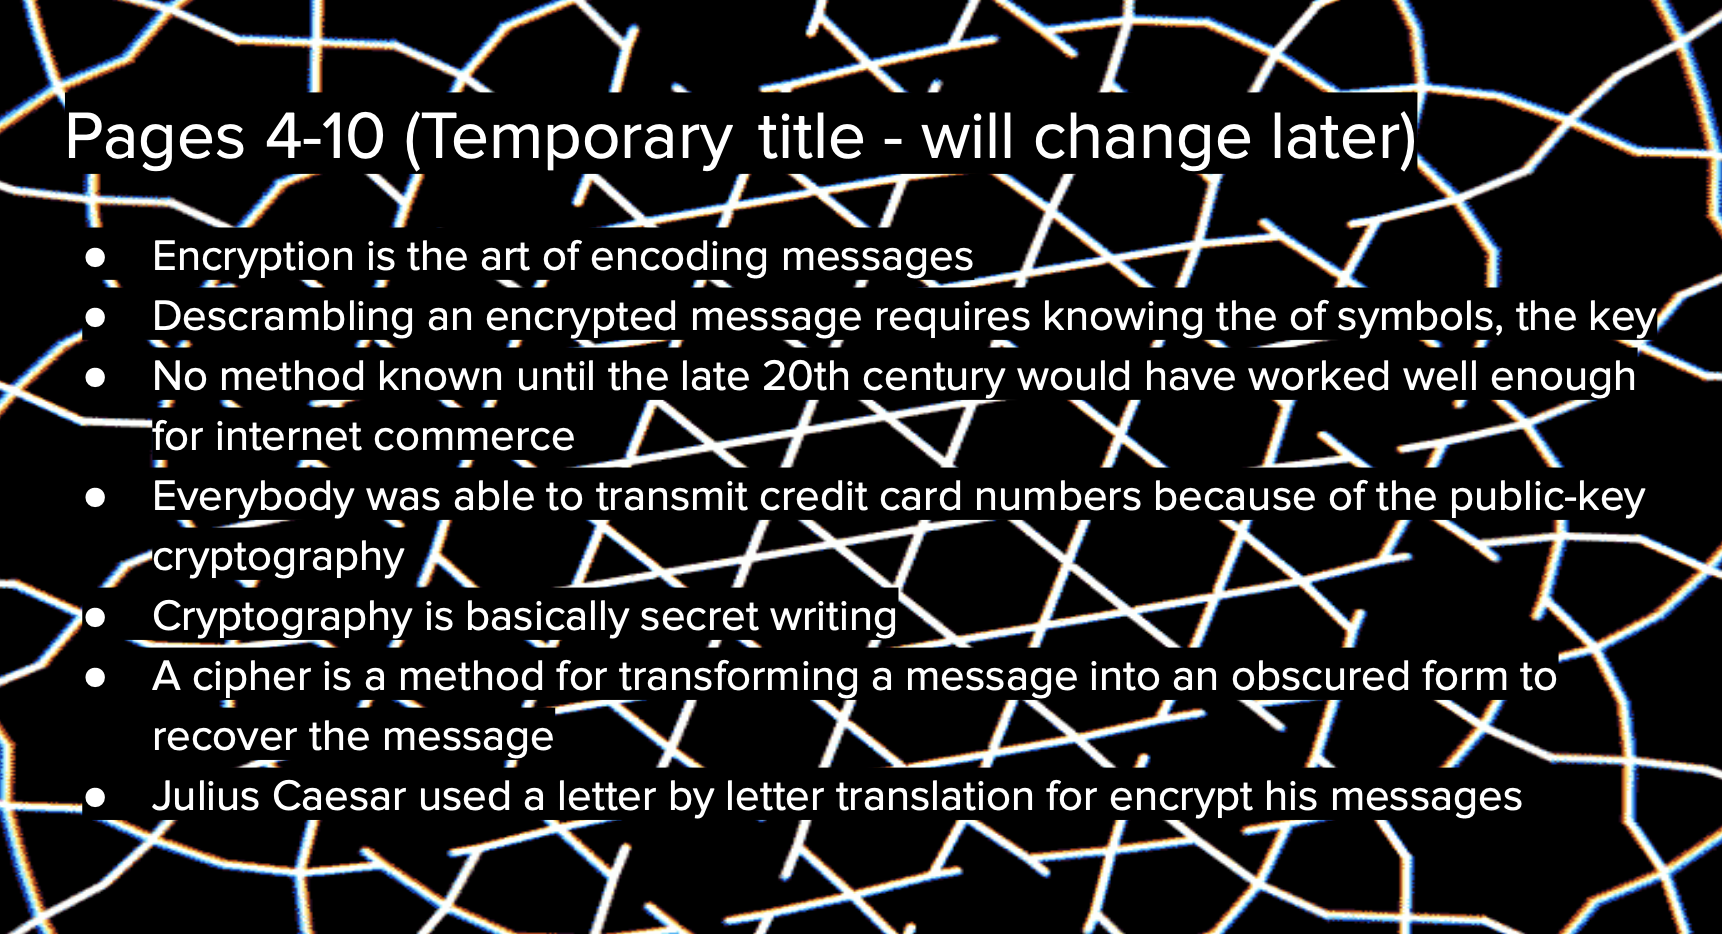 Pages 4-10 (Temporary title - will change later)
● Encryption is the art of encoding messages
● Descrambling an encrypted message requires knowing the of symbols, the key
● No method known until the late 20th century would have worked well enough
for internet commerce
● Everybody was able to transmit credit card numbers because of the public-key
cryptography
● Cryptography is basically secret writing
● A cipher is a method for transforming a message into an obscured form to
recover the message
● Julius Caesar used a letter by letter translation for encrypt his messages